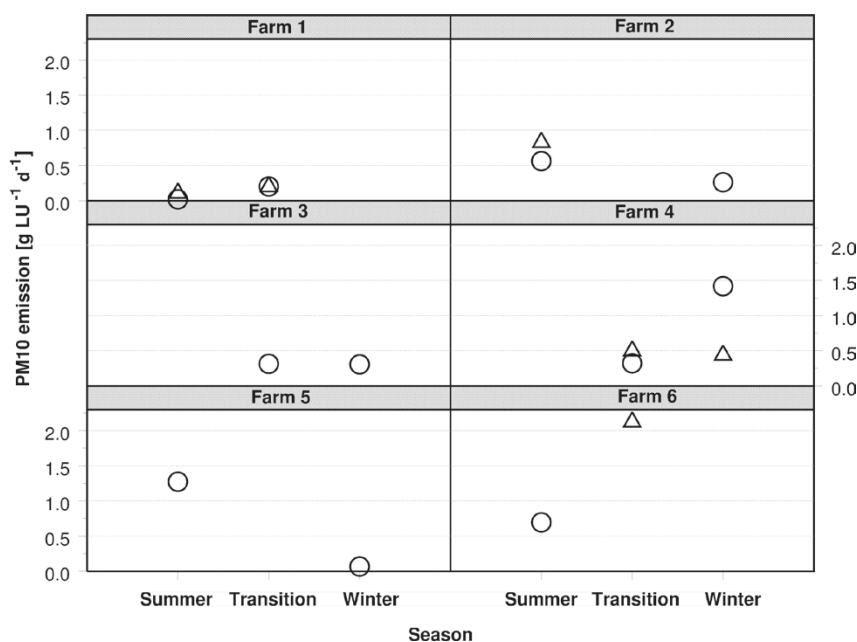 Farm 1 Farm 2
2.0
1.5
1.0
0.5
0.0
Farm 3 Farm 4
2.0
1.5
1.0
0.5
0.0
Farm 5 Farm 6
2.0
1.5
1.0
0.5
0.0
PM10 emission [g LU⁻¹ d⁻¹]
Summer Transition Winter Summer Transition Winter
Season